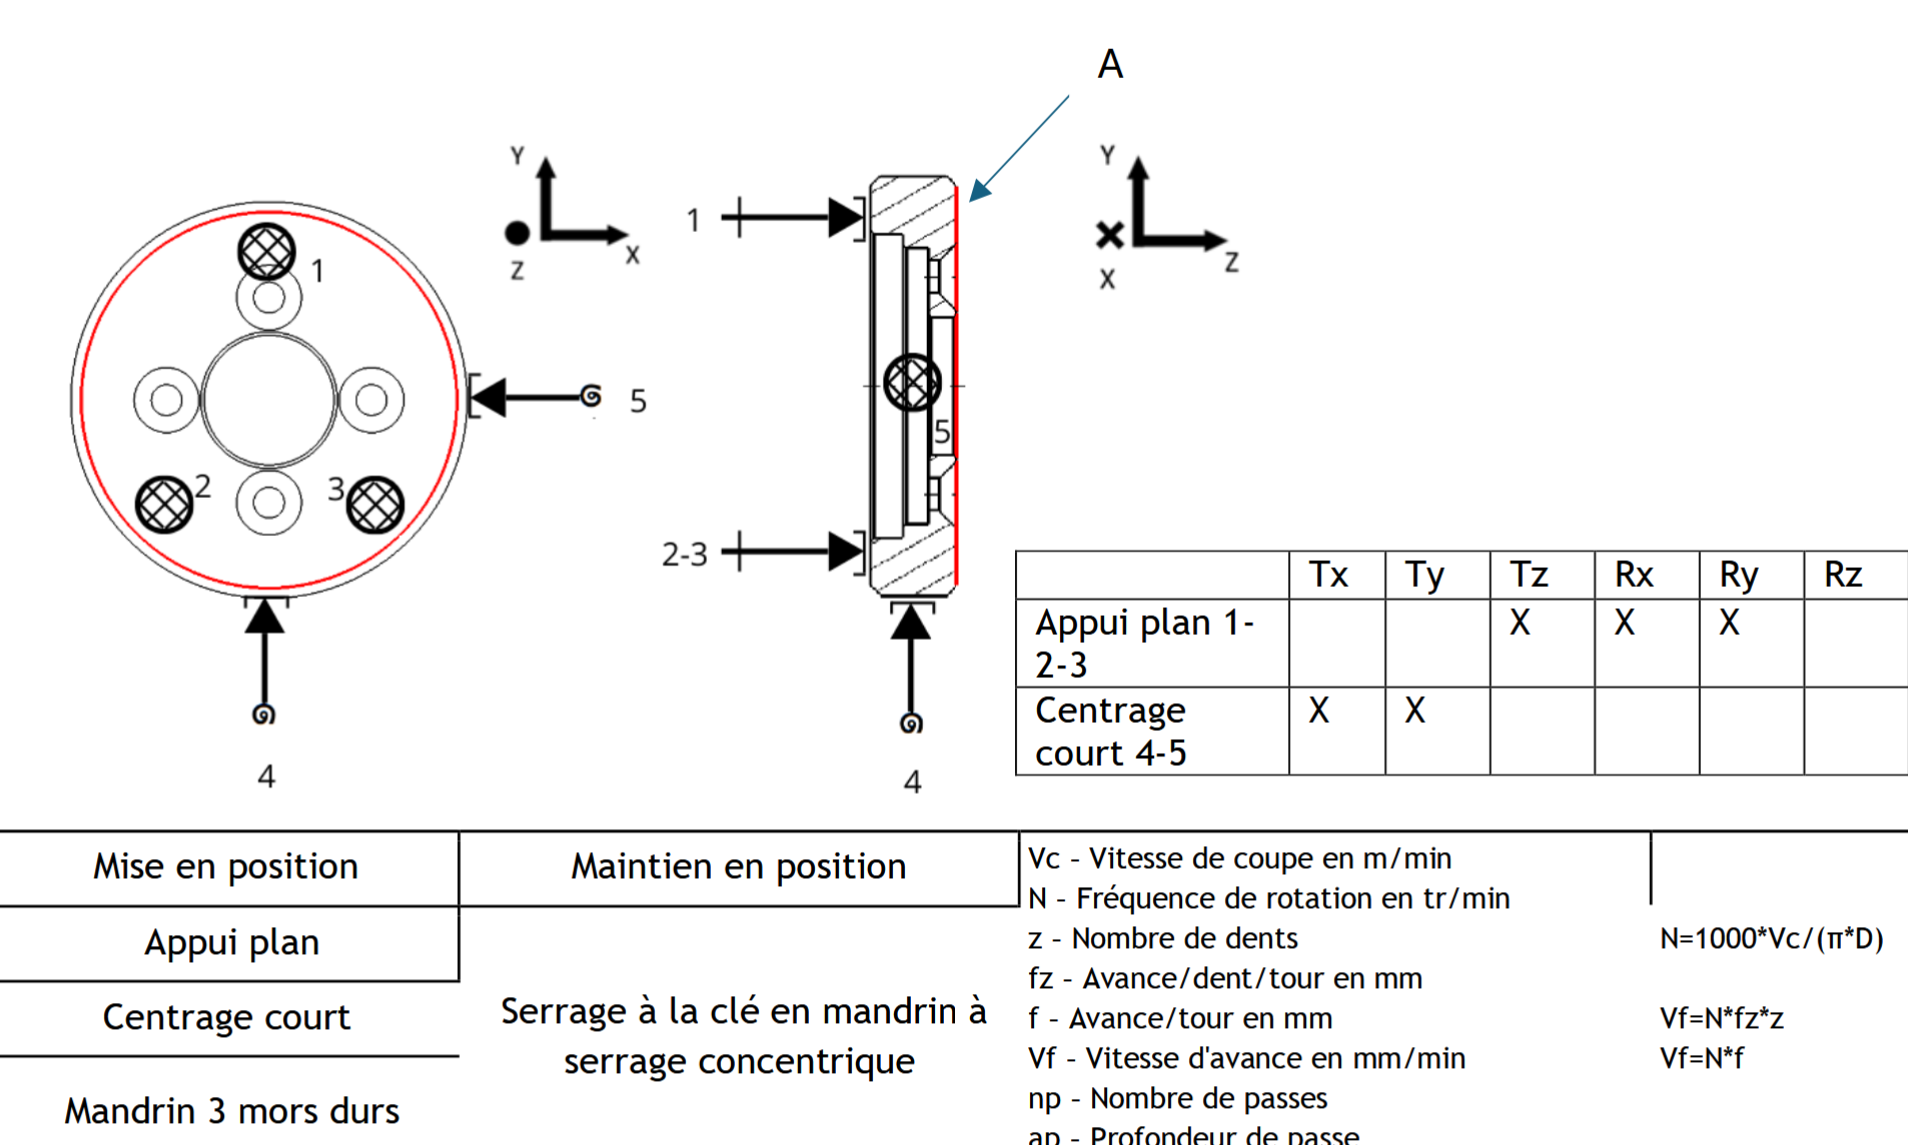 A
Y
Z
X
Y
X
Z
1
2
3
5
4
1
2-3
5
4
Tx Ty Tz Rx Ry Rz
Appui plan 1-
2-3
X X X
Centrage
court 4-5
X X
Mise en position
Maintien en position
Appui plan
Centrage court
Mandrin 3 mors durs
Serrage à la clé en mandrin à
serrage concentrique
Vc - Vitesse de coupe en m/min
N - Fréquence de rotation en tr/min
z - Nombre de dents
N=1000*Vc/(π*D)
fz - Avance/dent/tour en mm
f - Avance/tour en mm
Vf=N*fz*z
Vf - Vitesse d'avance en mm/min
Vf=N*f
np - Nombre de passes
ap - Profondeur de passe